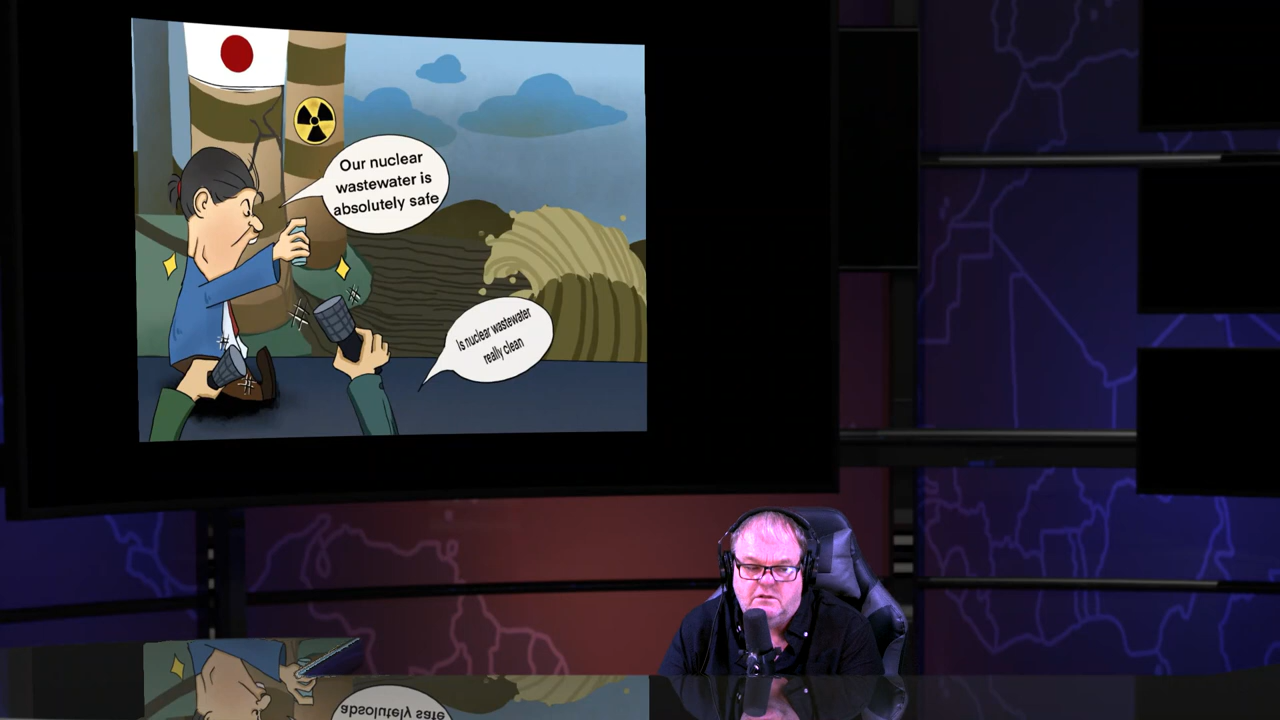 Our nuclear
wastewater is
absolutely safe
Is nuclear wastewater
really clean
absolutely safe